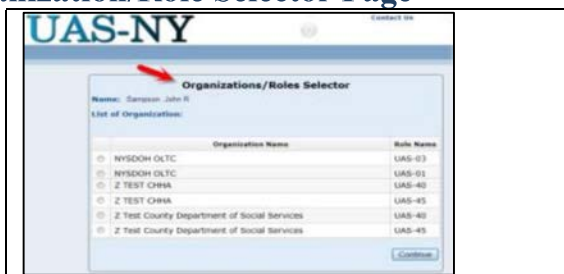 Organization/Role Selector Page
UAS-NY
Contact Us
Organizations/Roles Selector
Name: Sampson John R
List of Organization:
Organization Name Role Name
NYSDOH OLTC UAS-03
NYSDOH OLTC UAS-01
Z TEST CHHA UAS-40
Z TEST CHHA UAS-45
Z Test County Department of Social Services UAS-40
Z Test County Department of Social Services UAS-45
Continue